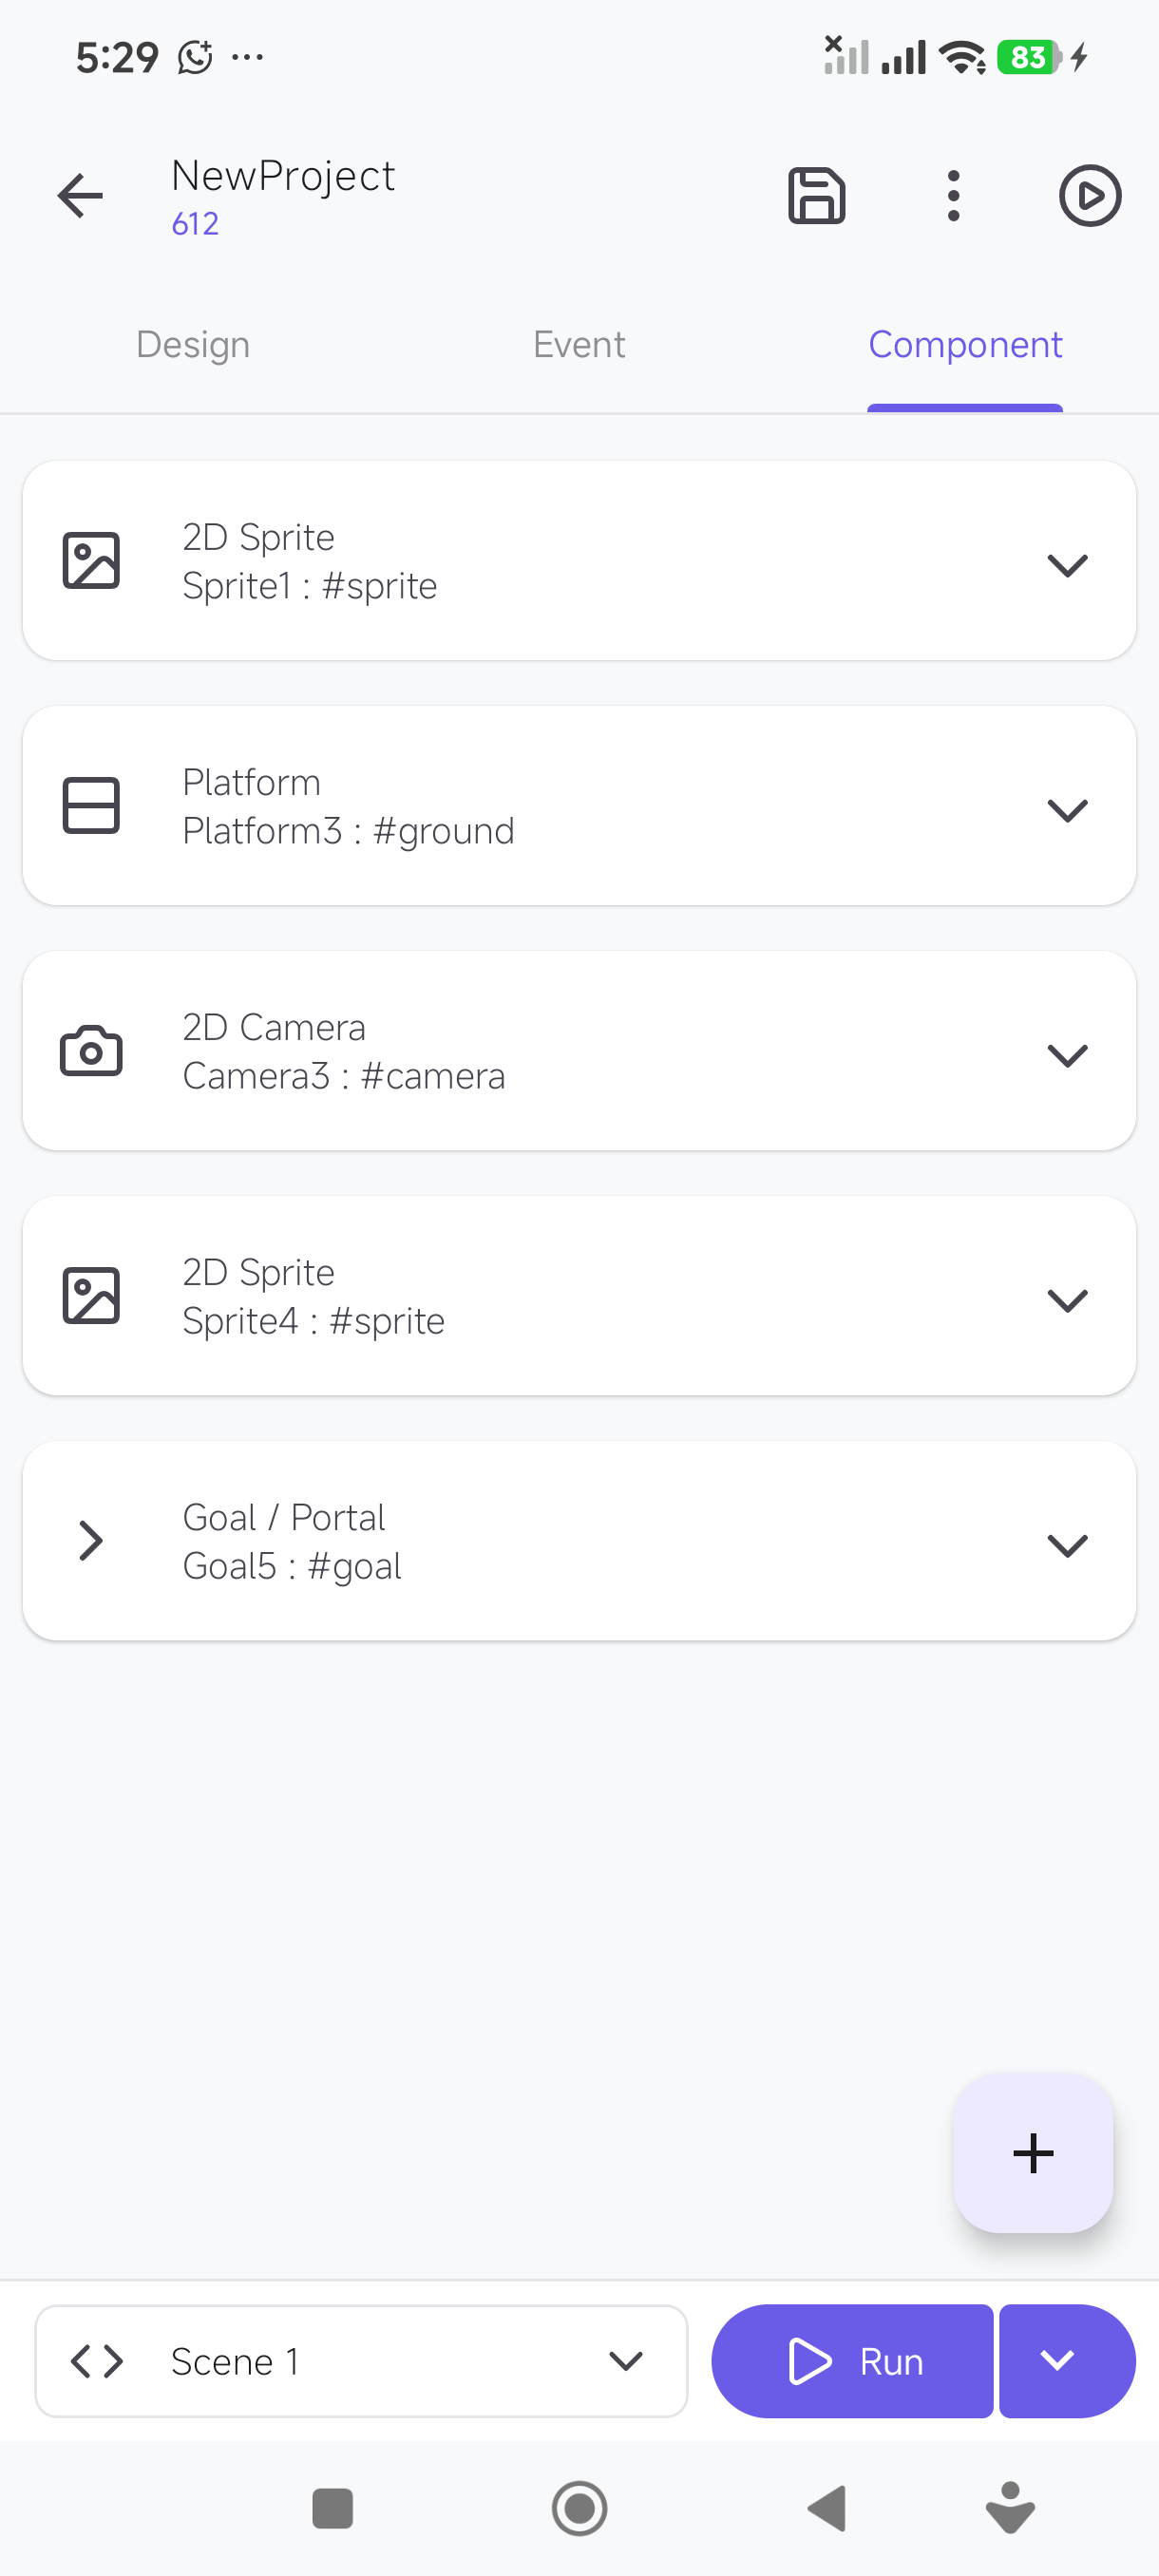 5:29
83
NewProject
612
Design
Event
Component
2D Sprite
Sprite1 : #sprite
Platform
Platform3 : #ground
2D Camera
Camera3 : #camera
2D Sprite
Sprite4 : #sprite
Goal / Portal
Goal5 : #goal
Scene 1
Run